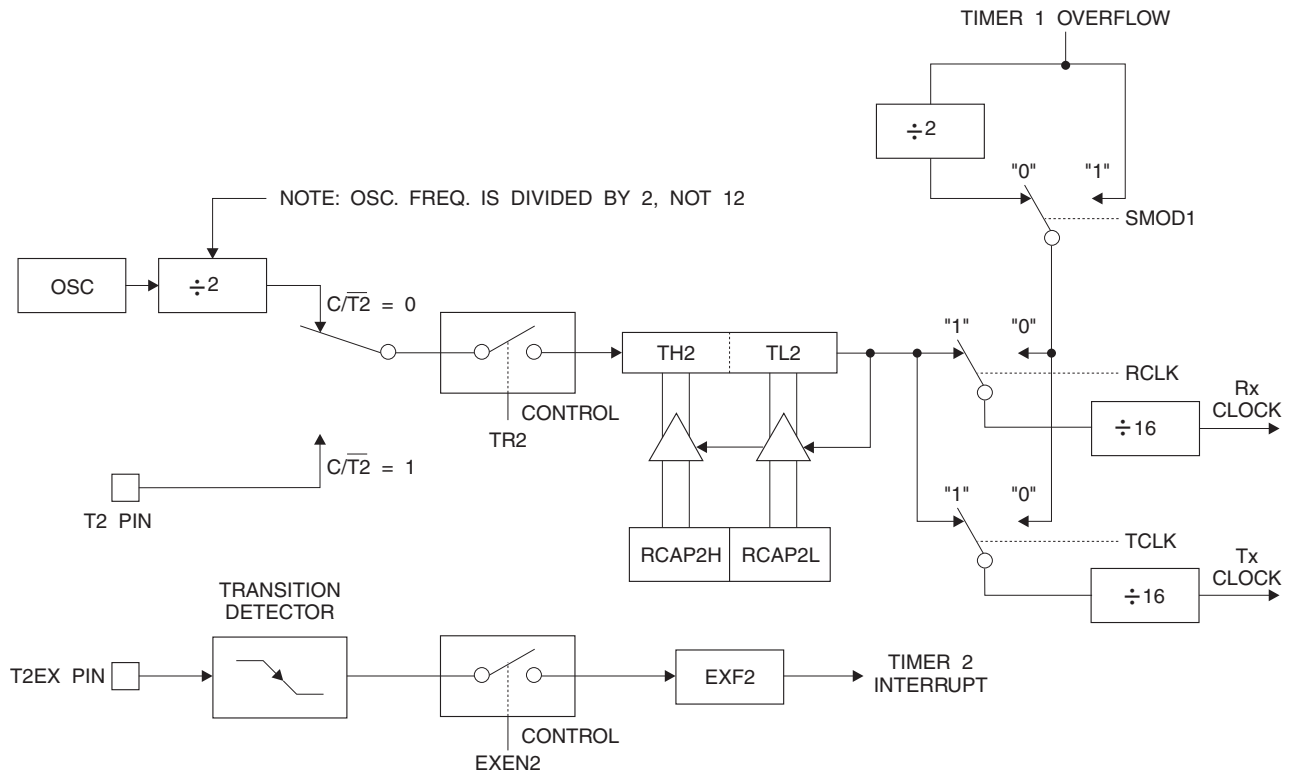 TIMER 1 OVERFLOW
÷2
"0" "1"
NOTE: OSC. FREQ. IS DIVIDED BY 2, NOT 12
SMOD1
OSC
÷2
C/T̅2̅ = 0
TH2 TL2
"1" "0"
RCLK
CONTROL
TR2
Rx
CLOCK
÷16
C/T̅2̅ = 1
T2 PIN
"1" "0"
RCAP2H RCAP2L
TCLK
Tx
CLOCK
÷16
TRANSITION
DETECTOR
T2EX PIN
EXF2
TIMER 2
INTERRUPT
CONTROL
EXEN2